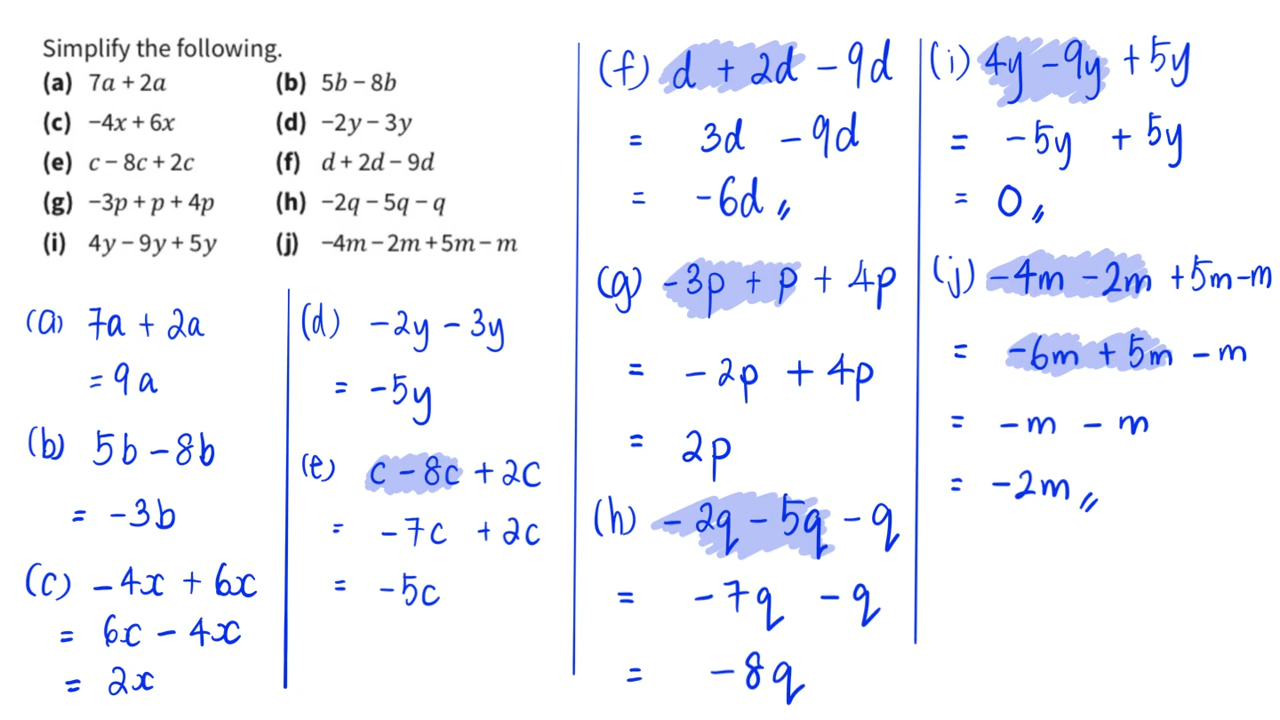 Simplify the following.
(a) 7a + 2a (b) 5b − 8b
(c) −4x + 6x (d) −2y − 3y
(e) c − 8c + 2c (f) d + 2d − 9d
(g) −3p + p + 4p (h) −2q − 5q − q
(i) 4y − 9y + 5y (j) −4m − 2m + 5m − m
(a) 7a + 2a
= 9a
(b) 5b − 8b
= −3b
(c) −4x + 6x
= 6x − 4x
= 2x
(d) −2y − 3y
= −5y
(e) c − 8c + 2c
= −7c + 2c
= −5c
(f) d + 2d − 9d
= 3d − 9d
= −6d
(g) −3p + p + 4p
= −2p + 4p
= 2p
(h) −2q − 5q − q
= −7q − q
= −8q
(i) 4y − 9y + 5y
= −5y + 5y
= 0
(j) −4m − 2m + 5m − m
= −6m + 5m − m
= −m − m
= −2m